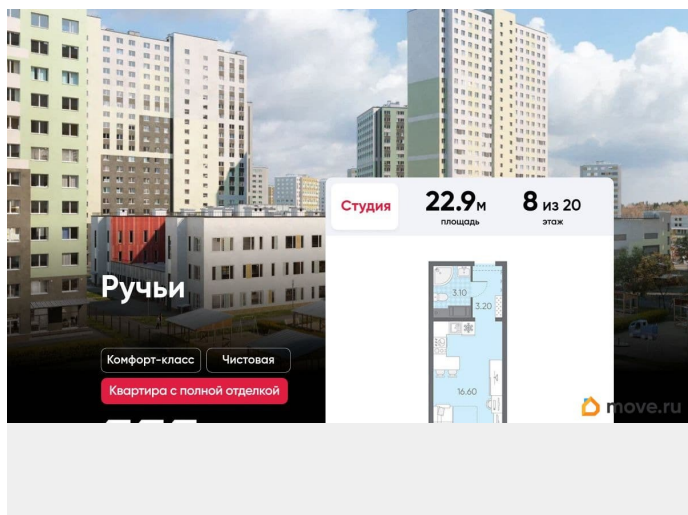 Студия
22.9м
площадь
8 из 20
этаж
Ручьи
Комфорт-класс
Чистовая
Квартира с полной отделкой
3.10
3.20
16.60
move.ru